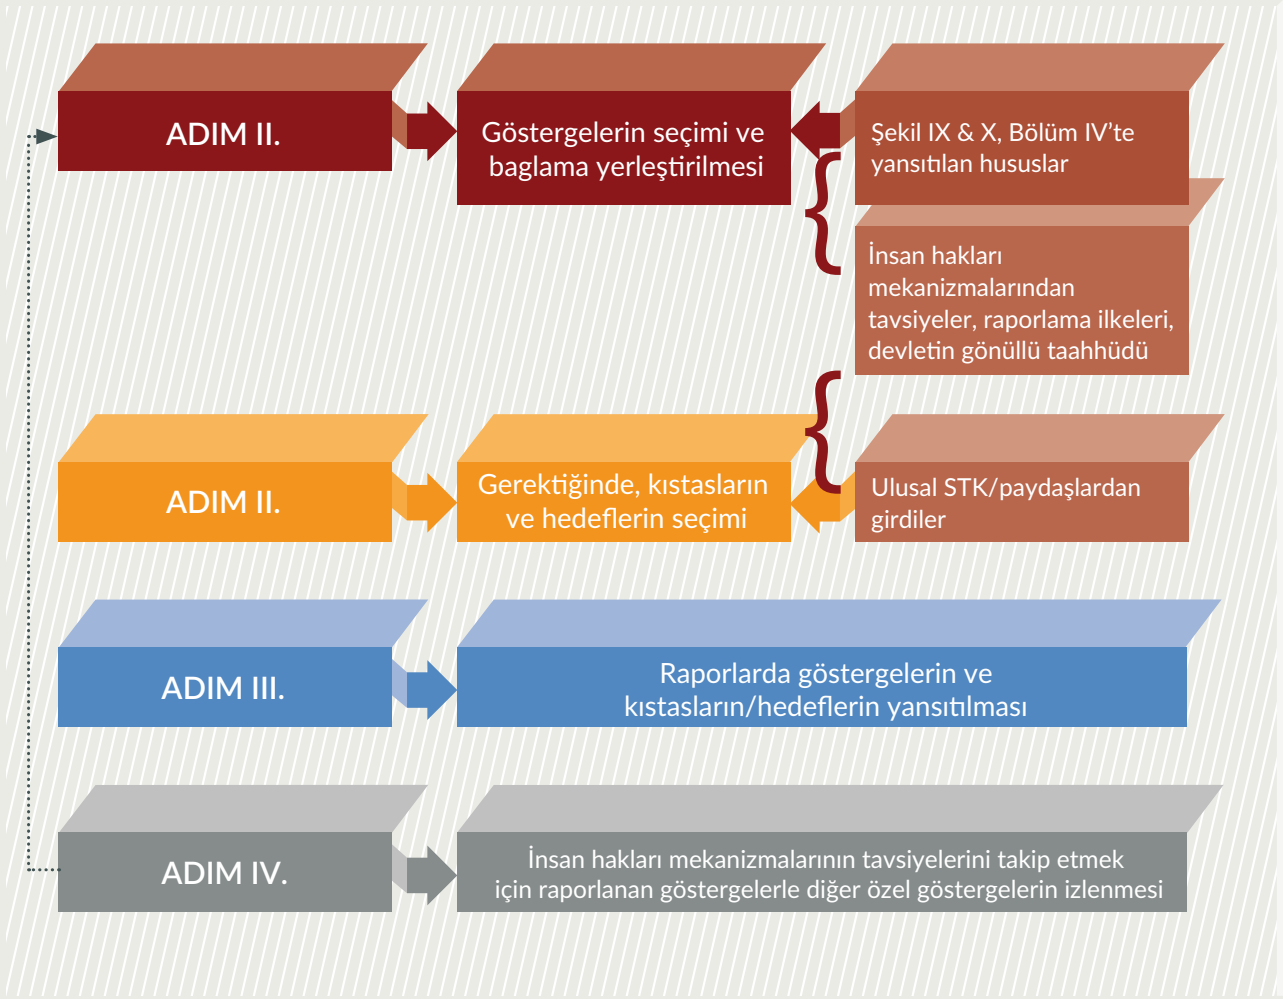 ADIM II.
Göstergelerin seçimi ve
baglama yerleştirilmesi
Şekil IX & X, Bölüm IV'te
yansıtılan hususlar
İnsan hakları
mekanizmalarından
tavsiyeler, raporlama ilkeleri,
devletin gönüllü taahhüdü
ADIM II.
Gerektiğinde, kıstasların
ve hedeflerin seçimi
Ulusal STK/paydaşlardan
girdiler
ADIM III.
Raporlarda göstergelerin ve
kıstasların/hedeflerin yansıtılması
ADIM IV.
İnsan hakları mekanizmalarının tavsiyelerini takip etmek
için raporlanan göstergelerle diğer özel göstergelerin izlenmesi